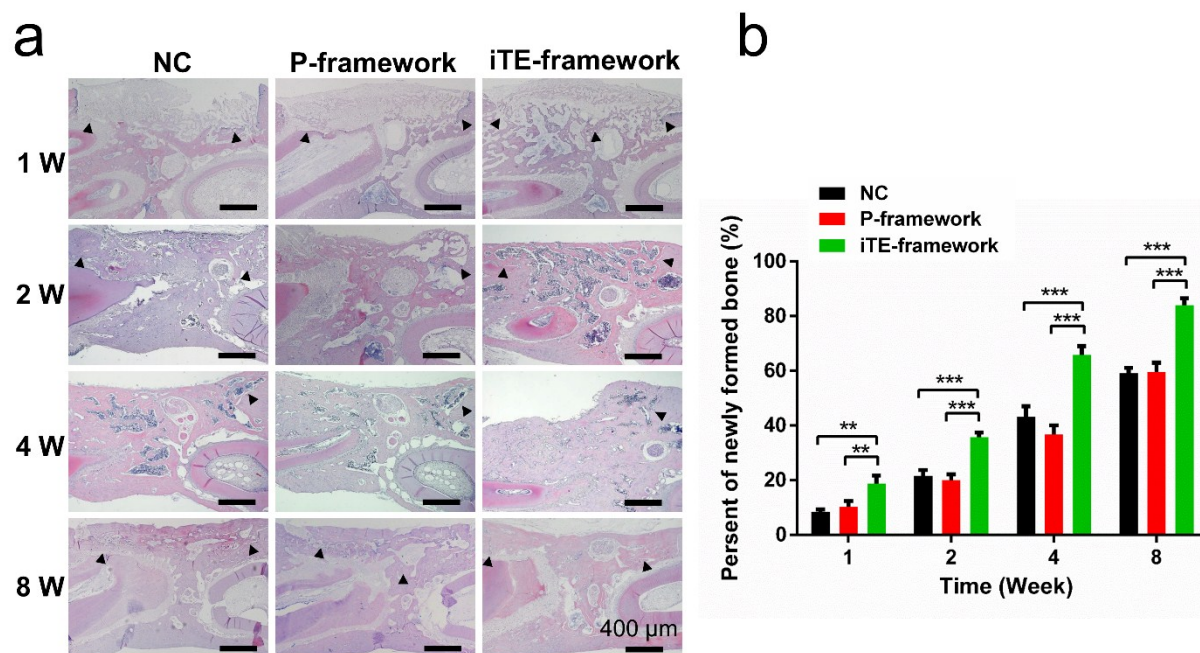 a
NC P-framework iTE-framework
1 W
2 W
4 W
8 W
400 µm
b
NC
P-framework
iTE-framework
Persent of newly formed bone (%)
100
80
60
40
20
0
** **
*** ***
*** ***
*** ***
1 2 4 8
Time (Week)